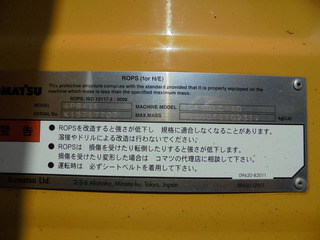 ROPS (for H/E)
This protective structure complies with the standard provided that it is properly equipped on the
machine which mass is less than the specified maximum mass.
OMATSU
ROPS: ISO 12117-2 : 2008
MODEL
MACHINE MODEL
SERIAL NO.
MAX.MASS
kg(Lb)
警告
●ROPSを改造すると強さが低下し 規格に適合しなくなることがあります。
溶接やドリルによる改造は行わないでください。
●ROPSは 損傷を受けたり転倒したりすると強さが低下します。
損傷を受けたり変形した場合は コマツの代理店に相談して下さい。
●運転時は 必ずシートベルトを着用して下さい。
09620-B2011
Komatsu Ltd.
2-3-6 Akasaka, Minato-ku, Tokyo, Japan